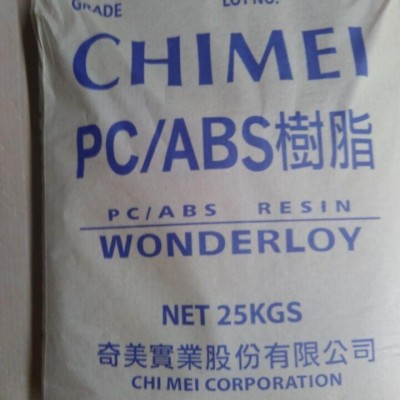 GRADE LOT NO.
CHIMEI
PC/ABS樹脂
PC/ABS RESIN
WONDERLOY
NET 25KGS
奇美實業股份有限公司
CHI MEI CORPORATION